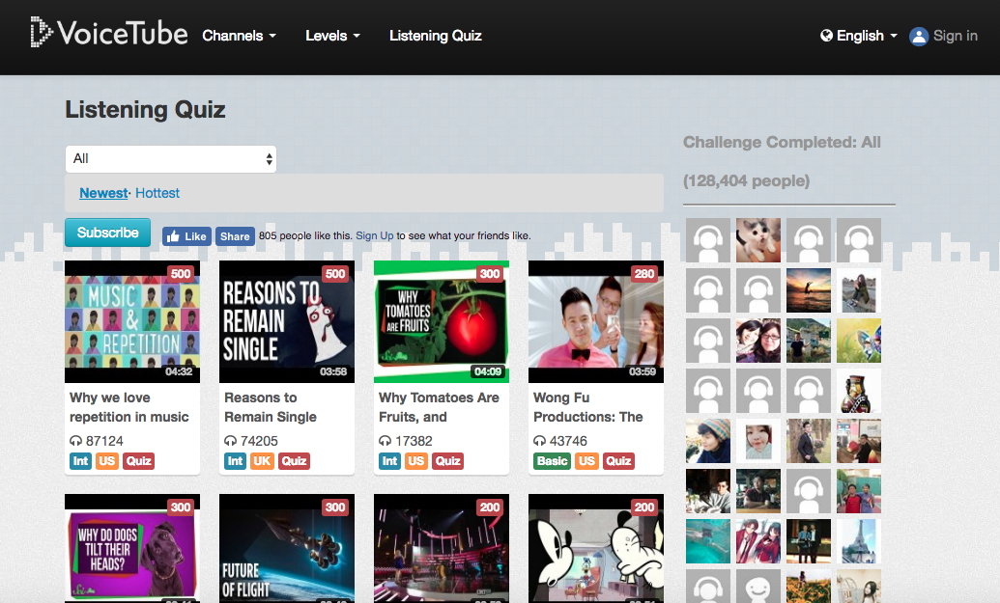 VoiceTube
Channels
Levels
Listening Quiz
English
Sign in
Listening Quiz
All
Newest· Hottest
Subscribe
Like
Share
805 people like this. Sign Up to see what your friends like.
Challenge Completed: All
(128,404 people)
500
MUSIC
&
REPETITION
04:32
Why we love
repetition in music
87124
Int US Quiz
500
REASONS TO
REMAIN
SINGLE
03:58
Reasons to
Remain Single
74205
Int UK Quiz
300
WHY
TOMATOES
ARE FRUITS
04:09
Why Tomatoes Are
Fruits, and
17382
Int US Quiz
280
03:59
Wong Fu
Productions: The
43746
Basic US Quiz
300
WHY DO DOGS
TILT THEIR
HEADS?
300
FUTURE
OF FLIGHT
200
200